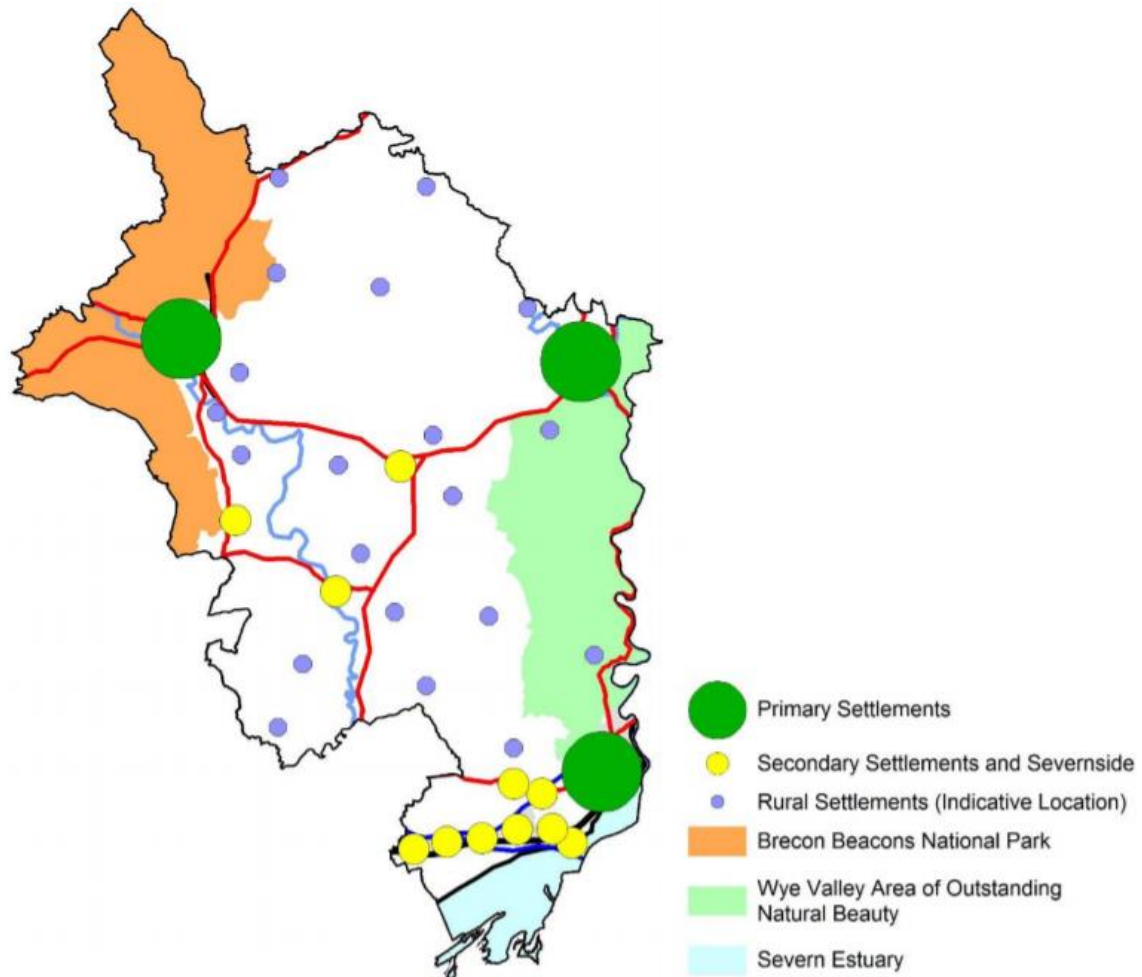 Primary Settlements
Secondary Settlements and Severnside
Rural Settlements (Indicative Location)
Brecon Beacons National Park
Wye Valley Area of Outstanding
Natural Beauty
Severn Estuary